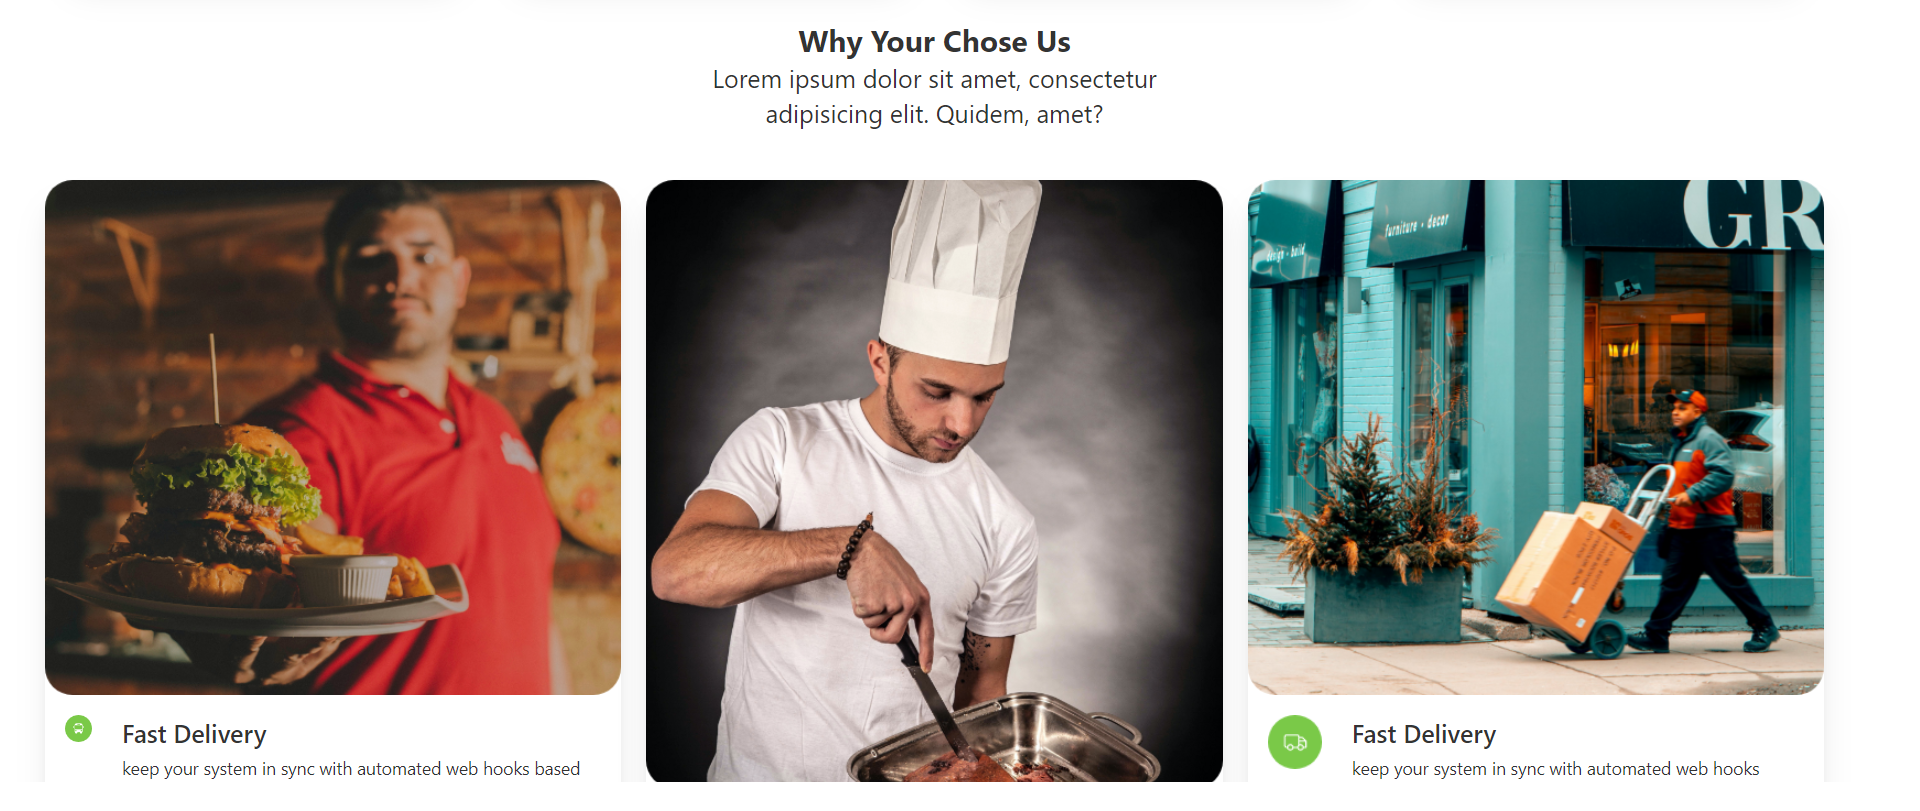 Why Your Chose Us
Lorem ipsum dolor sit amet, consectetur
adipisicing elit. Quidem, amet?
design - build
furniture - decor
GR
Fast Delivery
keep your system in sync with automated web hooks based
Fast Delivery
keep your system in sync with automated web hooks